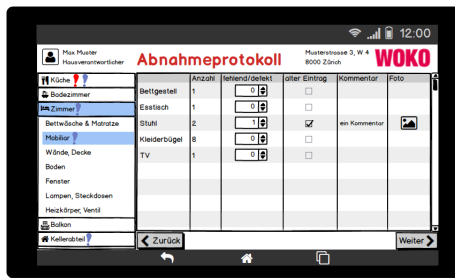 12:00
Max Muster
Hausverantwortlicher
Abnahmeprotokoll
Musterstrasse 3, W 4
8000 Zürich
WOKO
Küche
Badezimmer
Zimmer
Bettwäsche & Matratze
Mobiliar
Wände, Decke
Boden
Fenster
Lampen, Steckdosen
Heizkörper, Ventil
Balkon
Kellerabteil
Anzahl fehlend/defekt alter Eintrag Kommentar Foto
Bettgestell 1 0
Esstisch 1 0
Stuhl 2 1 ein Kommentar
Kleiderbügel 8 0
TV 1 0
Zurück
Weiter